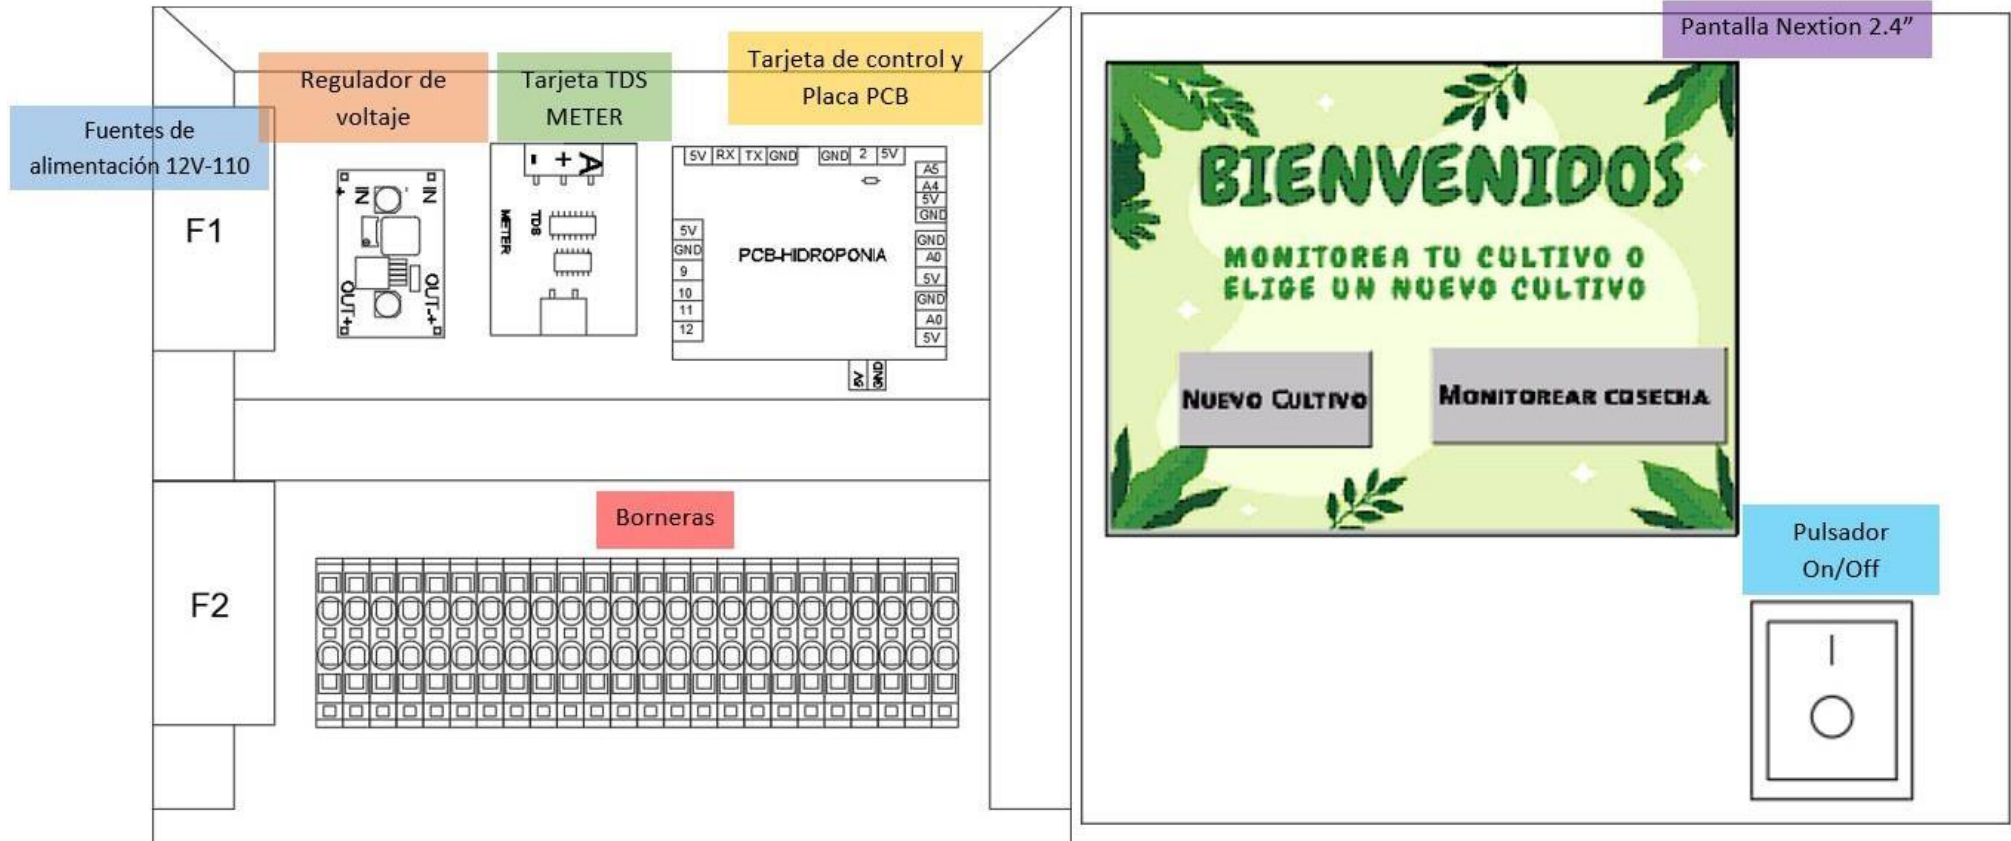 Pantalla Nextion 2.4”
Regulador de
voltaje
Tarjeta TDS
METER
Tarjeta de control y
Placa PCB
Fuentes de
alimentación 12V-110
F1
+ IN
- IN
OUT+
OUT-+
- + A
TDS
METER
5V RX TX GND
GND 2 5V
A5
A4
5V
GND
GND
A0
5V
GND
A0
5V
5V
GND
9
10
11
12
PCB-HIDROPONIA
GND
BIENVENIDOS
MONITOREA TU CULTIVO O
ELIGE UN NUEVO CULTIVO
NUEVO CULTIVO
MONITOREAR COSECHA
Borneras
F2
Pulsador
On/Off